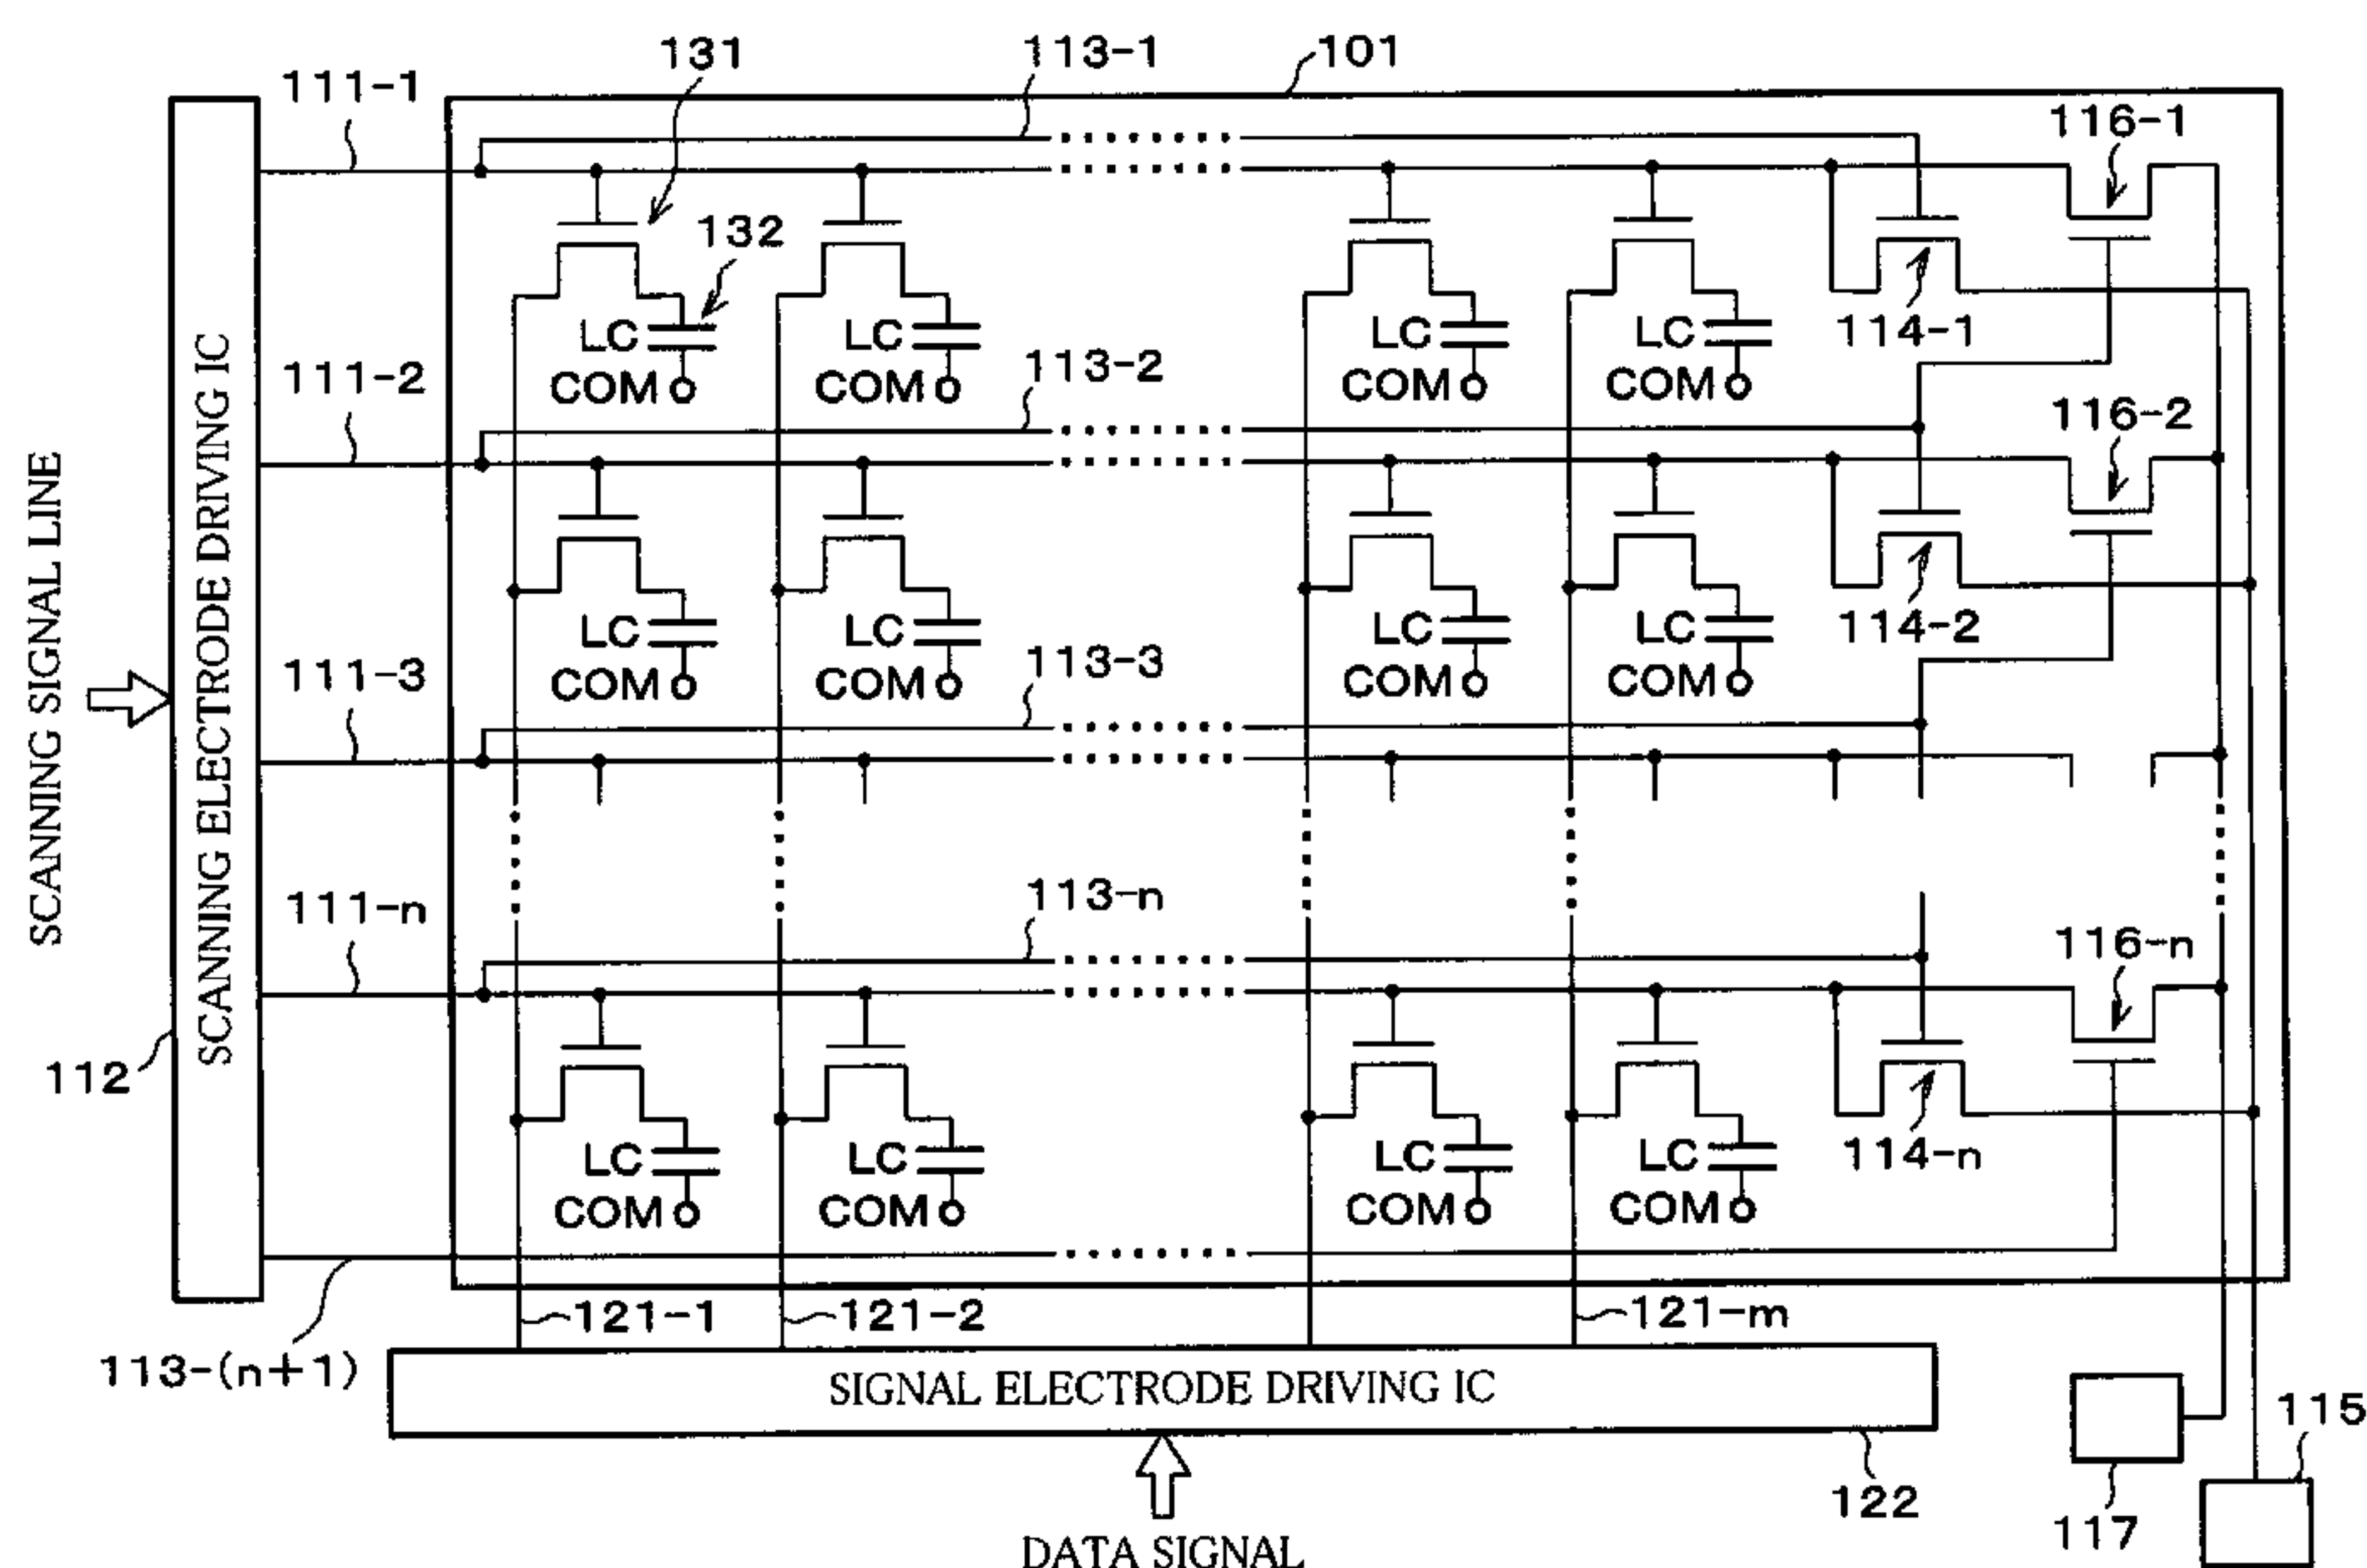 131
113-1
101
111-1
116-1
132
LC
LC
LC
LC
114-1
COM
COM
COM
COM
111-2
113-2
116-2
LC
LC
LC
LC
114-2
COM
COM
COM
COM
111-3
113-3
SCANNING SIGNAL LINE
SCANNING ELECTRODE DRIVING IC
111-n
113-n
116-n
112
LC
LC
LC
LC
114-n
COM
COM
COM
COM
121-1
121-2
121-m
113-(n+1)
SIGNAL ELECTRODE DRIVING IC
115
122
117
DATA SIGNAL